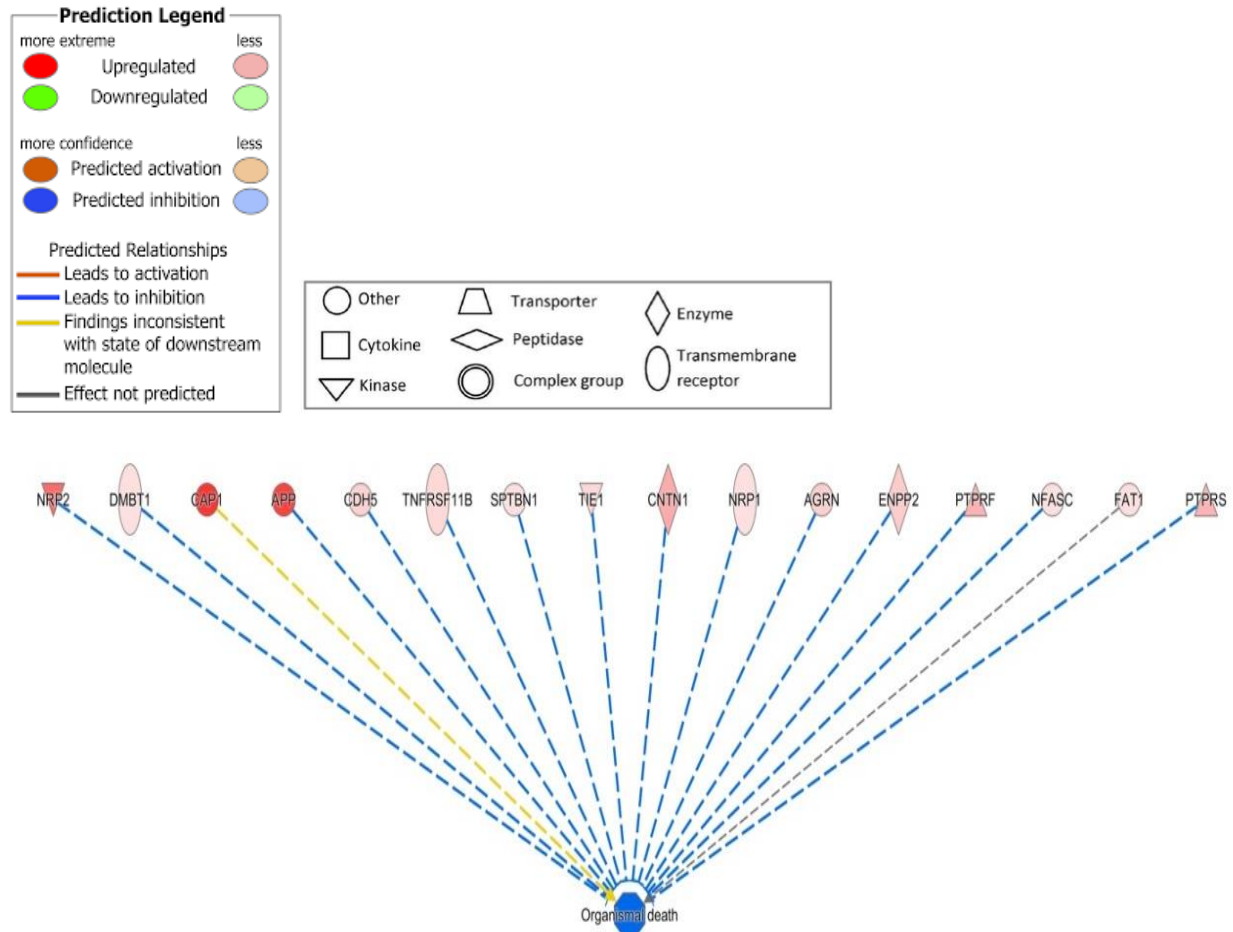 Prediction Legend
more extreme less
Upregulated
Downregulated
more confidence less
Predicted activation
Predicted inhibition
Predicted Relationships
Leads to activation
Leads to inhibition
Findings inconsistent
with state of downstream
molecule
Effect not predicted
Other
Cytokine
Kinase
Transporter
Peptidase
Complex group
Enzyme
Transmembrane
receptor
NRP2 DMBT1 CAP1 APP CDH5 TNFRSF11B SPTBN1 TIE1 CNTN1 NRP1 AGRN ENPP2 PTPRF NFASC FAT1 PTPRS
Organismal death